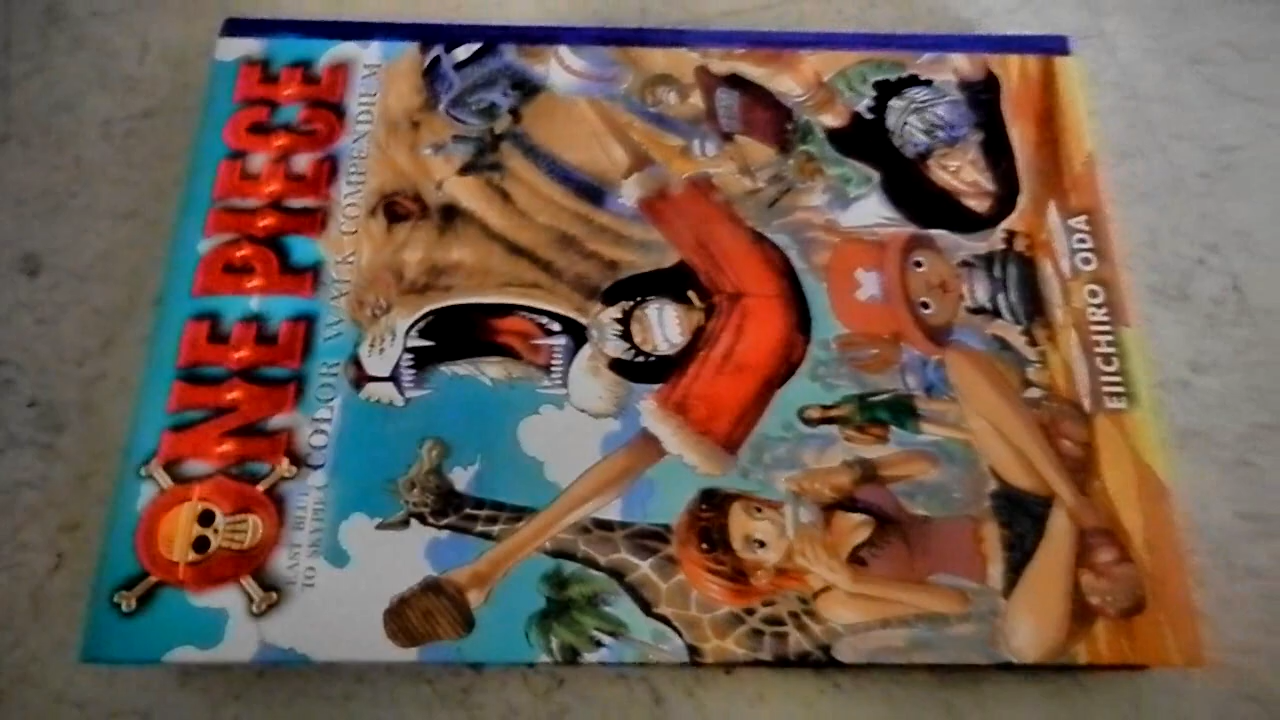 ONE PIECE
COLOR WALK COMPENDIUM
EAST BLUE
TO SKYPIEA
EIICHIRO ODA